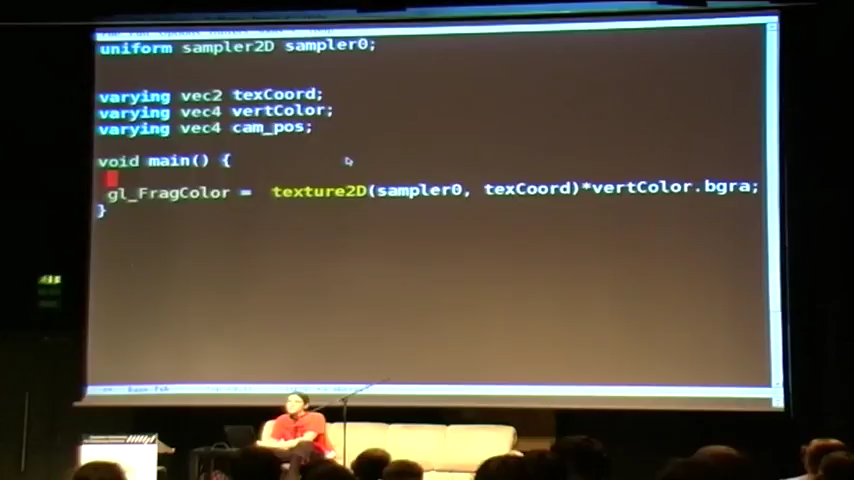 uniform sampler2D sampler0;
varying vec2 texCoord;
varying vec4 vertColor;
varying vec4 cam_pos;
void main() {
gl_FragColor = texture2D(sampler0, texCoord)*vertColor.bgra;
}